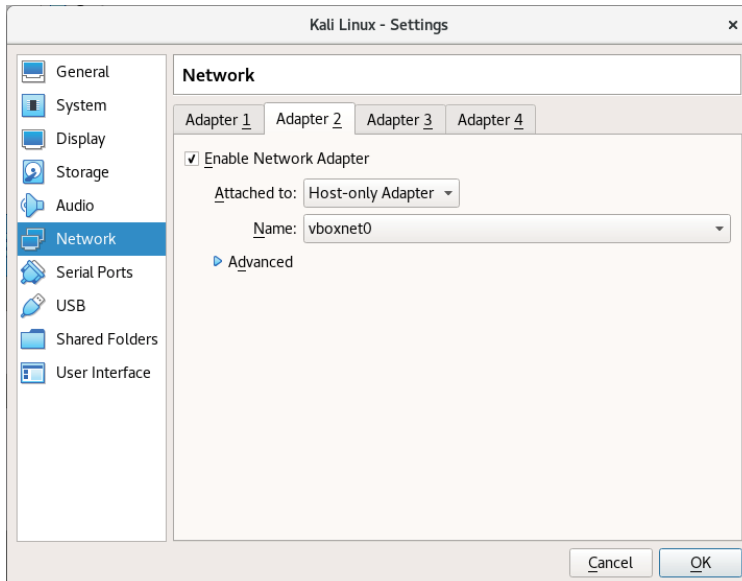 Kali Linux - Settings
General
System
Display
Storage
Audio
Network
Serial Ports
USB
Shared Folders
User Interface
Network
Adapter 1 Adapter 2 Adapter 3 Adapter 4
Enable Network Adapter
Attached to: Host-only Adapter
Name: vboxnet0
Advanced
Cancel OK